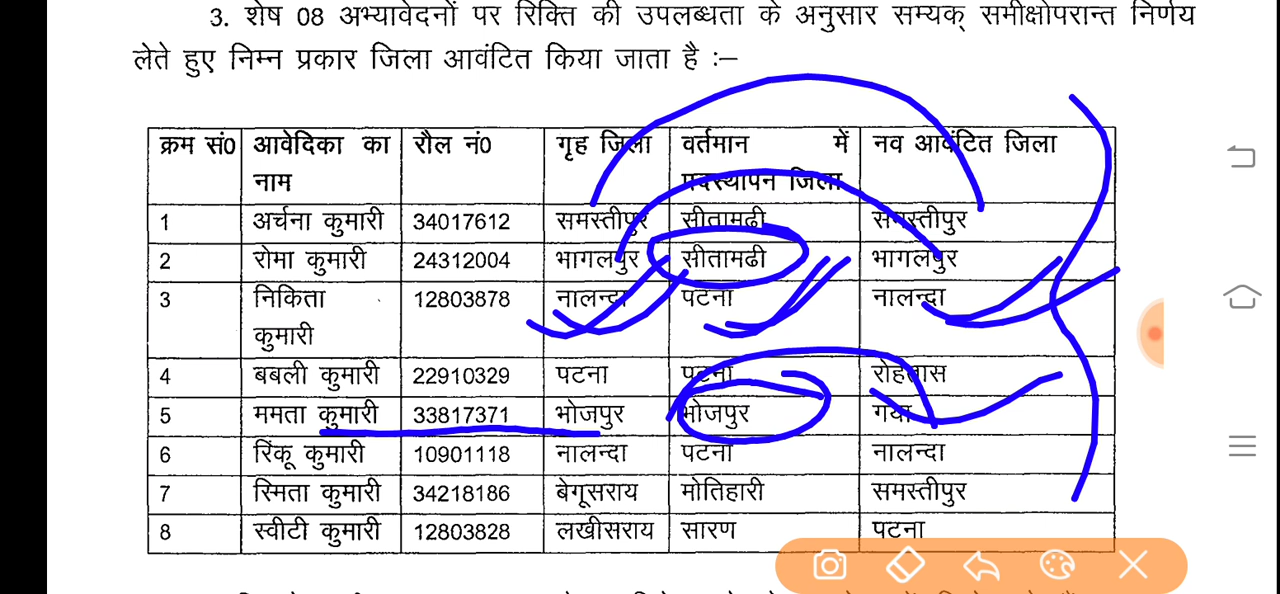 3. शेष 08 अभ्यावेदनों पर रिक्ति की उपलब्धता के अनुसार सम्यक् समीक्षोपरान्त निर्णय
लेते हुए निम्न प्रकार जिला आवंटित किया जाता है :–
क्रम सं0 आवेदिका का नाम रौल नं0 गृह जिला वर्तमान में पदस्थापन जिला नव आवंटित जिला
1 अर्चना कुमारी 34017612 समस्तीपुर सीतामढी समस्तीपुर
2 रोमा कुमारी 24312004 भागलपुर सीतामढी भागलपुर
3 निकिता कुमारी 12803878 नालन्दा पटना नालन्दा
4 बबली कुमारी 22910329 पटना पटना रोहतास
5 ममता कुमारी 33817371 भोजपुर भोजपुर गया
6 रिंकू कुमारी 10901118 नालन्दा पटना नालन्दा
7 स्मिता कुमारी 34218186 बेगूसराय मोतिहारी समस्तीपुर
8 स्वीटी कुमारी 12803828 लखीसराय सारण पटना